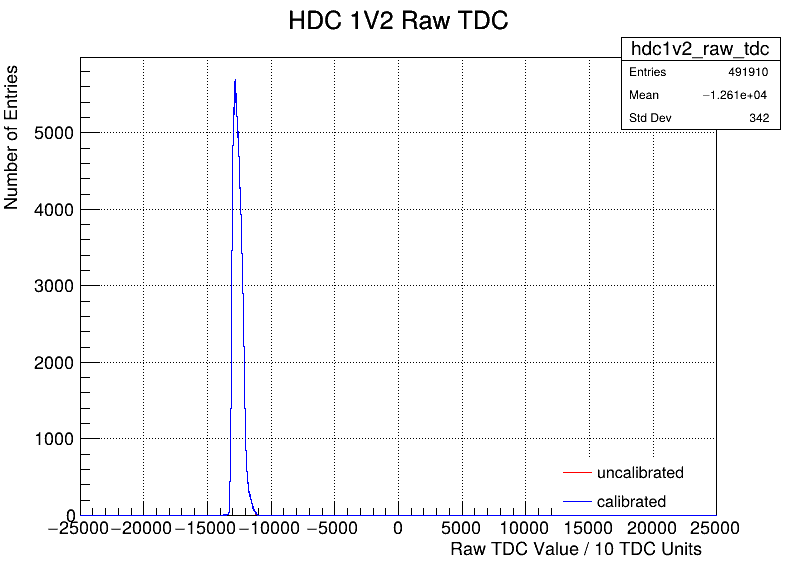 HDC 1V2 Raw TDC
hdc1v2_raw_tdc
Entries 491910
Mean −1.261e+04
Std Dev 342
Number of Entries
5000
4000
3000
2000
1000
0
uncalibrated
calibrated
−25000 −20000 −15000 −10000 −5000 0 5000 10000 15000 20000 25000
Raw TDC Value / 10 TDC Units